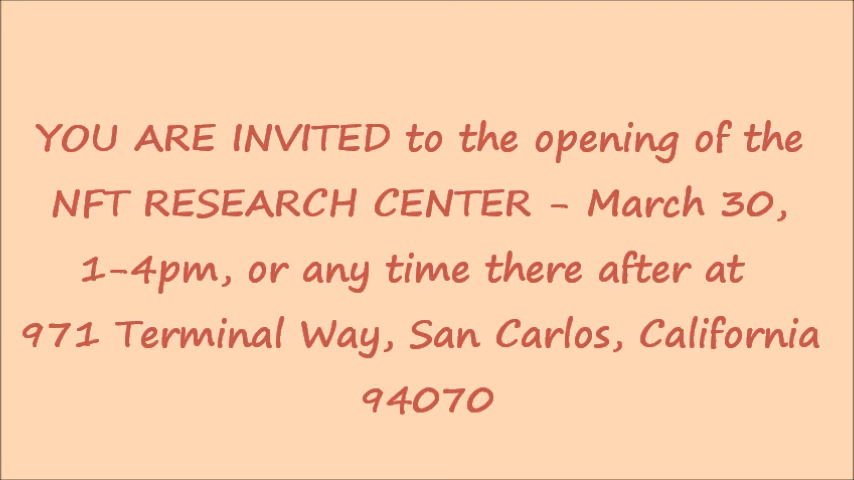 YOU ARE INVITED to the opening of the
NFT RESEARCH CENTER - March 30,
1-4pm, or any time there after at
971 Terminal Way, San Carlos, California
94070